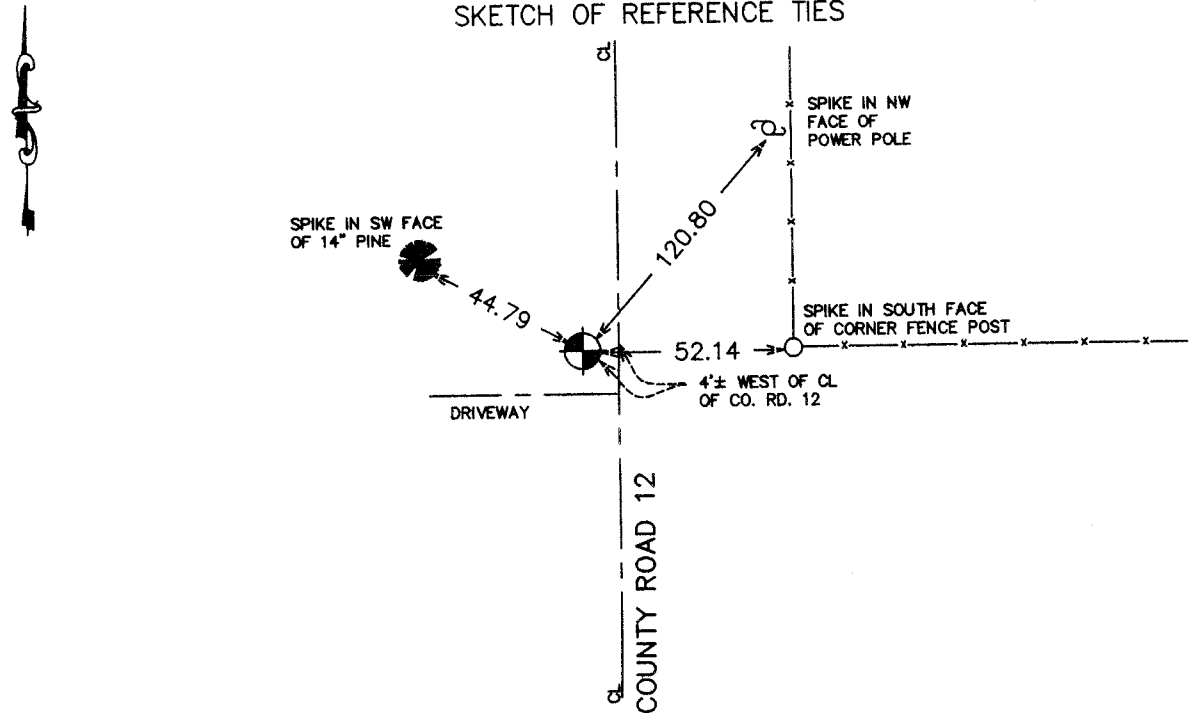 SKETCH OF REFERENCE TIES
CL
SPIKE IN NW
FACE OF
POWER POLE
120.80
SPIKE IN SW FACE
OF 14" PINE
44.79
SPIKE IN SOUTH FACE
OF CORNER FENCE POST
52.14
4'± WEST OF CL
OF CO. RD. 12
DRIVEWAY
COUNTY ROAD 12
CL